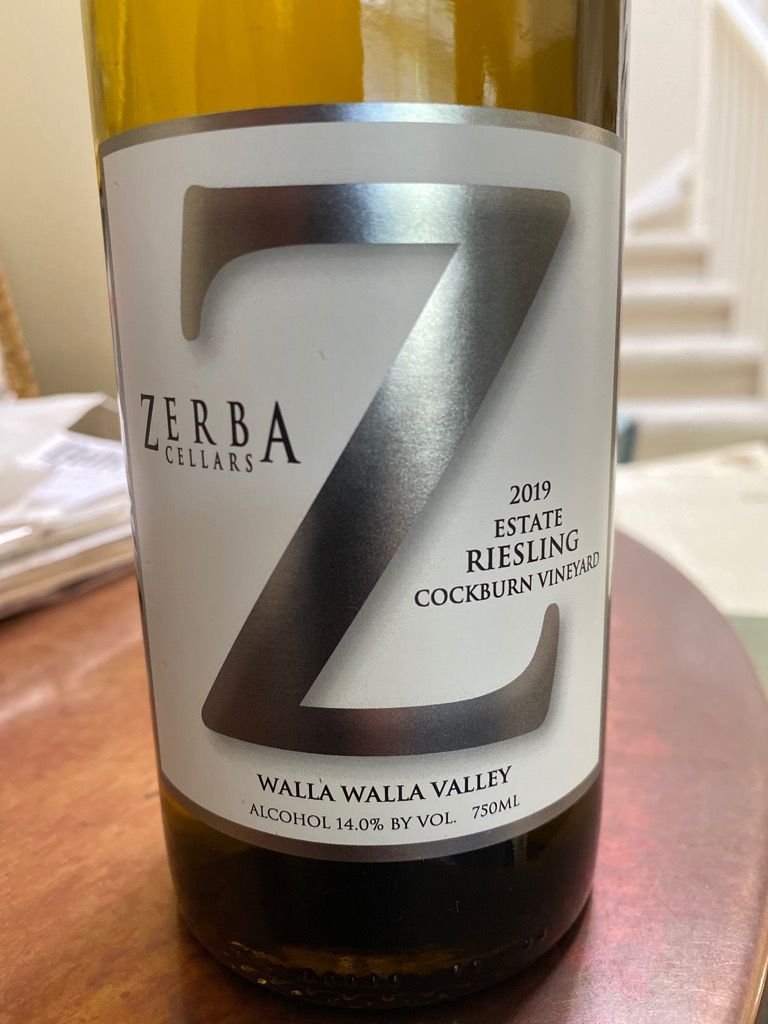 Z
ZERBA
CELLARS
2019
ESTATE
RIESLING
COCKBURN VINEYARD
WALLA WALLA VALLEY
ALCOHOL 14.0% BY VOL. 750ML